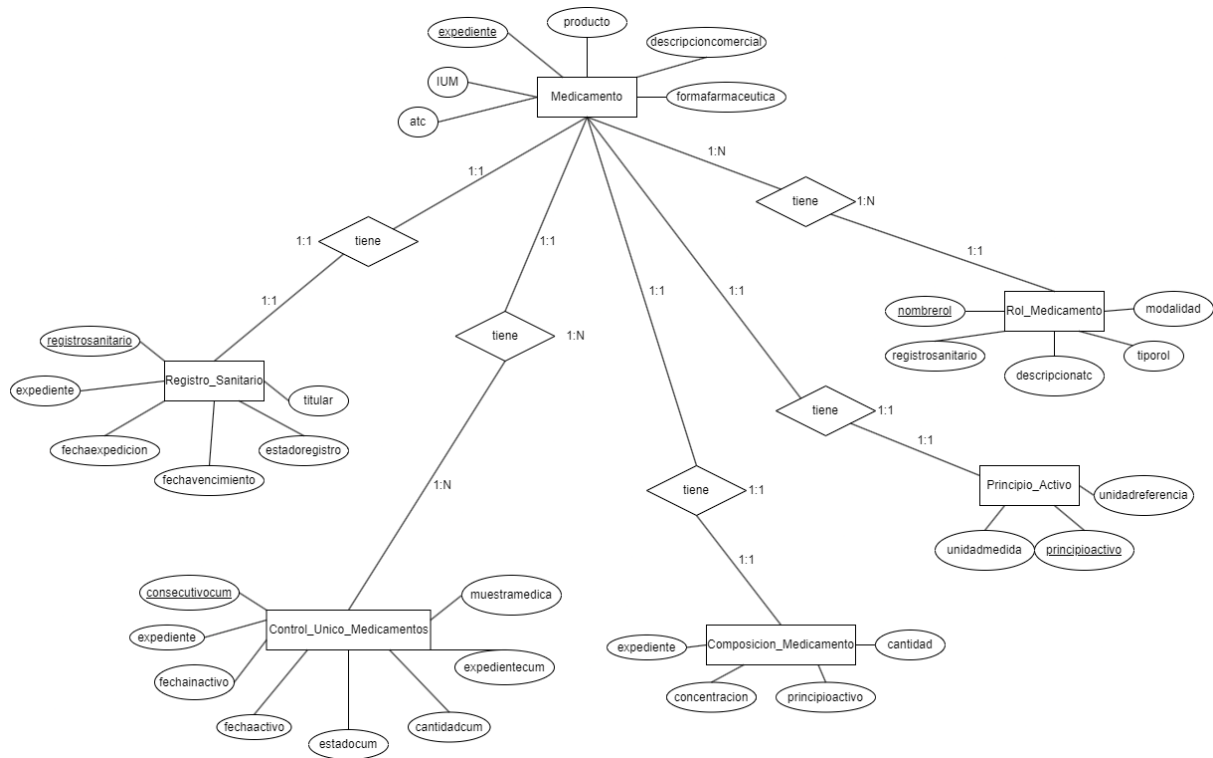 producto
expediente
descripcioncomercial
IUM
Medicamento
formafarmaceutica
atc
1:N
1:1
tiene
1:N
1:1
tiene
1:1
1:1
1:1
1:1
1:1
nombrerol
Rol_Medicamento
modalidad
registrosanitario
tiporol
descripcionatc
tiene
1:N
registrosanitario
expediente
Registro_Sanitario
titular
fechaexpedicion
estadoregistro
fechavencimiento
tiene
1:1
1:1
Principio_Activo
unidadreferencia
unidadmedida
principioactivo
1:N
tiene
1:1
1:1
consecutivocum
muestramedica
expediente
Control_Unico_Medicamentos
fechainactivo
expedientecum
fechaactivo
cantidadcum
estadocum
expediente
Composicion_Medicamento
cantidad
concentracion
principioactivo